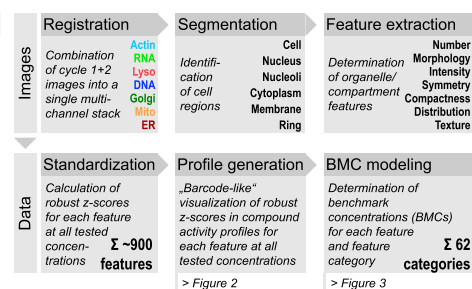 Images
Registration
Combination
of cycle 1+2
images into a
single multi-
channel stack
Actin
RNA
Lyso
DNA
Golgi
Mito
ER
Segmentation
Identifi-
cation
of cell
regions
Cell
Nucleus
Nucleoli
Cytoplasm
Membrane
Ring
Feature extraction
Determination
of organelle/
compartment
features
Number
Morphology
Intensity
Symmetry
Compactness
Distribution
Texture
Data
Standardization
Calculation of
robust z-scores
for each feature
at all tested
concen-
trations
Σ ~900
features
Profile generation
„Barcode-like“
visualization of robust
z-scores in compound
activity profiles for
each feature at all
tested concentrations
> Figure 2
BMC modeling
Determination of
benchmark
concentrations (BMCs)
for each feature
and feature
category
Σ 62
categories
> Figure 3